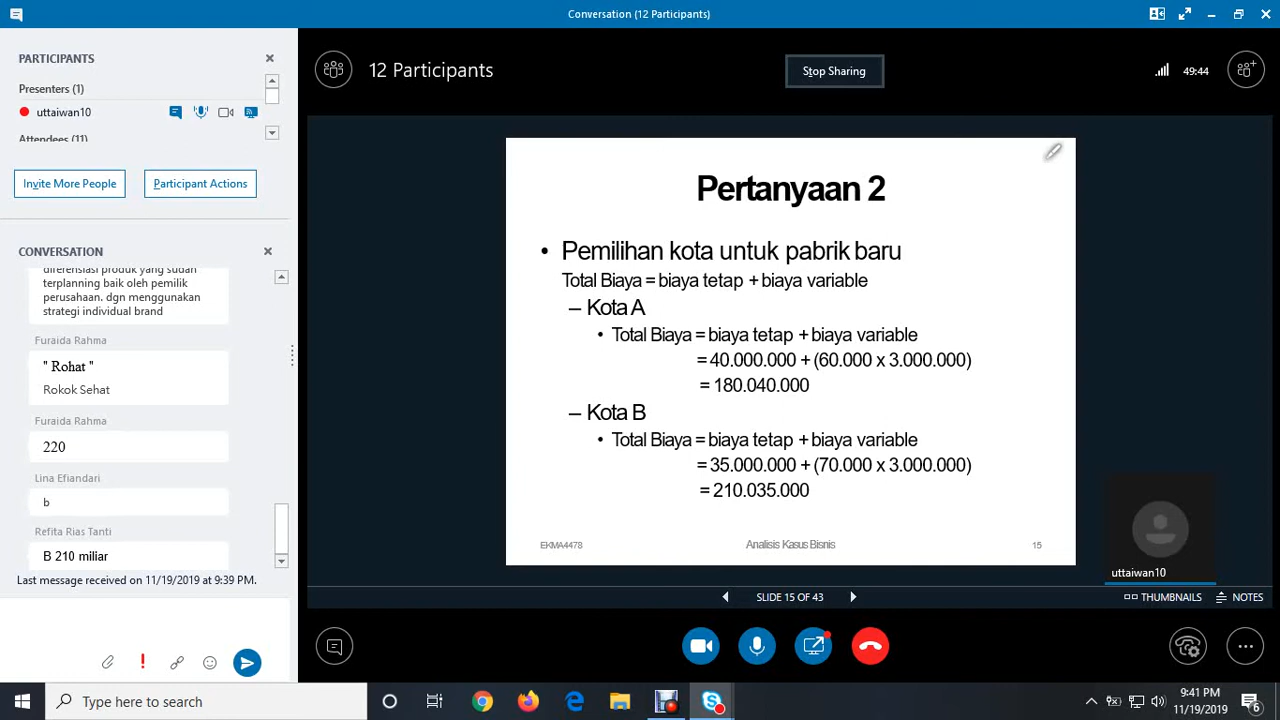 Conversation (12 Participants)
PARTICIPANTS
Presenters (1)
uttaiwan10
Attendees (11)
Invite More People
Participant Actions
CONVERSATION
diferensiasi produk yang sudah
terplanning baik oleh pemilik
perusahaan. dgn menggunakan
strategi individual brand
Furaida Rahma
" Rohat "
Rokok Sehat
Furaida Rahma
220
Lina Efiandari
b
Refita Rias Tanti
B 210 miliar
Last message received on 11/19/2019 at 9:39 PM.
12 Participants
Stop Sharing
49:44
Pertanyaan 2
• Pemilihan kota untuk pabrik baru
Total Biaya = biaya tetap + biaya variable
– Kota A
• Total Biaya = biaya tetap + biaya variable
= 40.000.000 + (60.000 x 3.000.000)
= 180.040.000
– Kota B
• Total Biaya = biaya tetap + biaya variable
= 35.000.000 + (70.000 x 3.000.000)
= 210.035.000
EKMA4478
Analisis Kasus Bisnis
15
uttaiwan10
SLIDE 15 OF 43
THUMBNAILS
NOTES
Type here to search
9:41 PM
11/19/2019
6